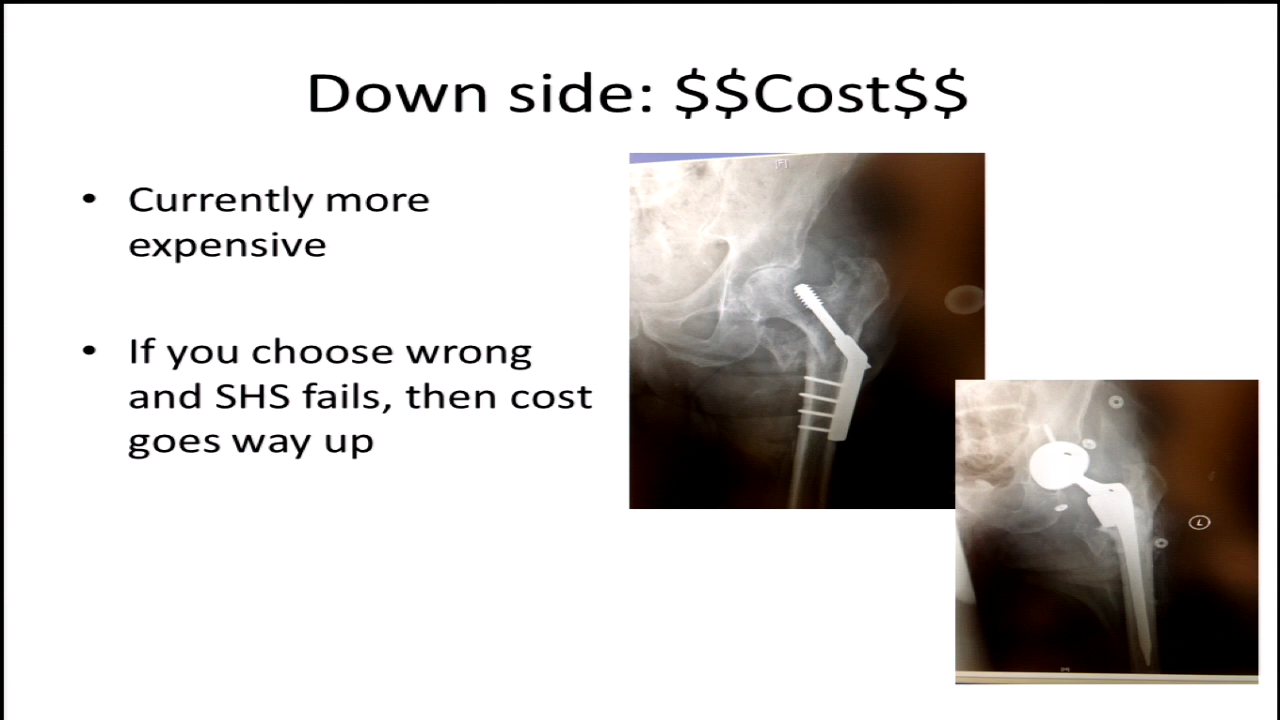 Down side: $$Cost$$
• Currently more
expensive
• If you choose wrong
and SHS fails, then cost
goes way up
L